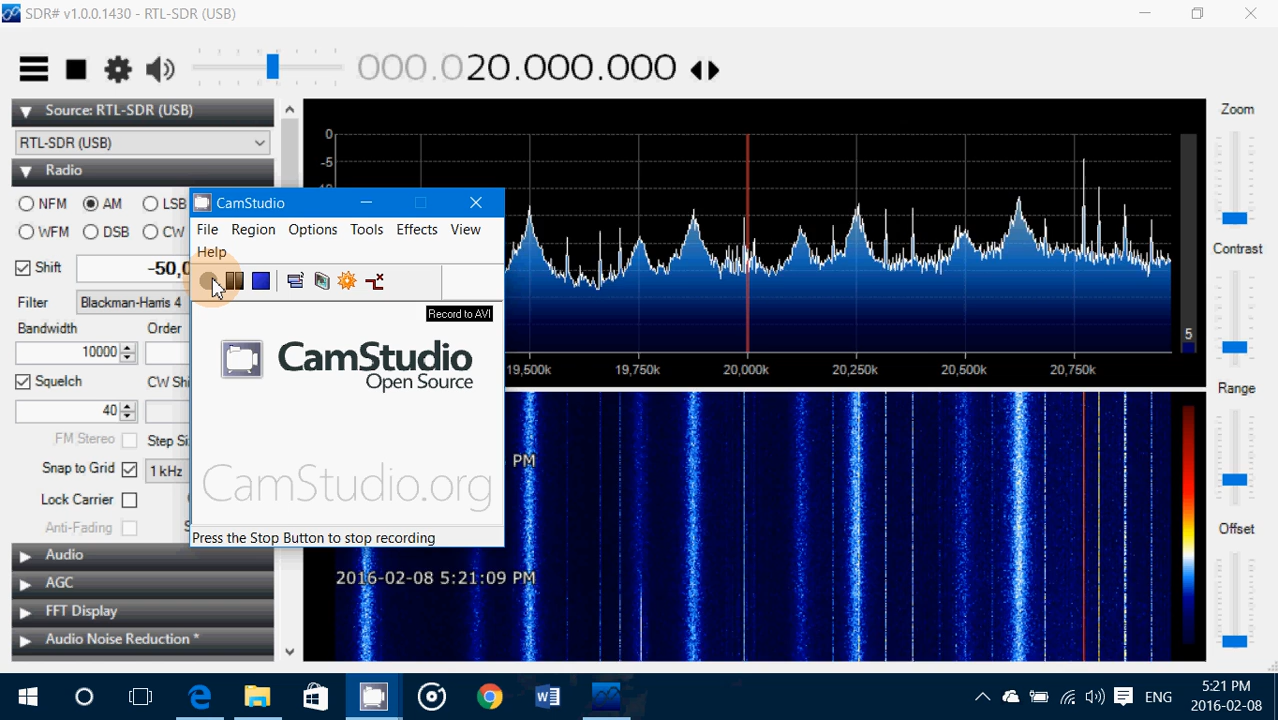 SDR# v1.0.0.1430 - RTL-SDR (USB)
000.020.000.000
Source: RTL-SDR (USB)
RTL-SDR (USB)
Radio
NFM AM LSB
WFM DSB CW
Shift -50,0
Filter Blackman-Harris 4
Bandwidth Order
10000
Squelch CW Shi
40
FM Stereo Step Siz
Snap to Grid 1 kHz
Lock Carrier
Anti-Fading
Audio
AGC
FFT Display
Audio Noise Reduction *
CamStudio
File Region Options Tools Effects View
Help
Record to AVI
CamStudio
Open Source
CamStudio.org
Press the Stop Button to stop recording
0
-5
19,500k 19,750k 20,000k 20,250k 20,500k 20,750k
5
PM
2016-02-08 5:21:09 PM
Zoom
Contrast
Range
Offset
ENG
5:21 PM
2016-02-08